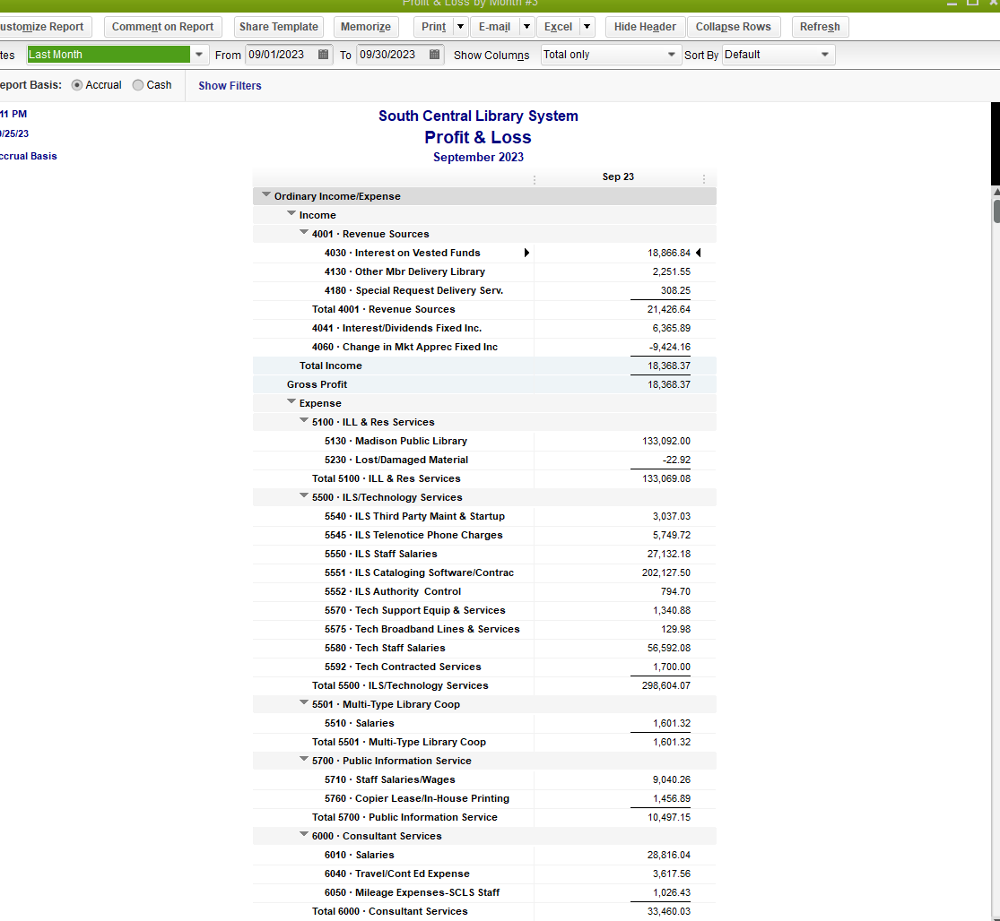 Profit & Loss by Month #3
ustomize Report Comment on Report Share Template Memorize Print E-mail Excel Hide Header Collapse Rows Refresh
tes Last Month From 09/01/2023 To 09/30/2023 Show Columns Total only Sort By Default
eport Basis: Accrual Cash Show Filters
11 PM
/25/23
ccrual Basis
South Central Library System
Profit & Loss
September 2023
Sep 23
Ordinary Income/Expense
Income
4001 · Revenue Sources
4030 · Interest on Vested Funds 18,866.84
4130 · Other Mbr Delivery Library 2,251.55
4180 · Special Request Delivery Serv. 308.25
Total 4001 · Revenue Sources 21,426.64
4041 · Interest/Dividends Fixed Inc. 6,365.89
4060 · Change in Mkt Apprec Fixed Inc -9,424.16
Total Income 18,368.37
Gross Profit 18,368.37
Expense
5100 · ILL & Res Services
5130 · Madison Public Library 133,092.00
5230 · Lost/Damaged Material -22.92
Total 5100 · ILL & Res Services 133,069.08
5500 · ILS/Technology Services
5540 · ILS Third Party Maint & Startup 3,037.03
5545 · ILS Telenotice Phone Charges 5,749.72
5550 · ILS Staff Salaries 27,132.18
5551 · ILS Cataloging Software/Contrac 202,127.50
5552 · ILS Authority Control 794.70
5570 · Tech Support Equip & Services 1,340.88
5575 · Tech Broadband Lines & Services 129.98
5580 · Tech Staff Salaries 56,592.08
5592 · Tech Contracted Services 1,700.00
Total 5500 · ILS/Technology Services 298,604.07
5501 · Multi-Type Library Coop
5510 · Salaries 1,601.32
Total 5501 · Multi-Type Library Coop 1,601.32
5700 · Public Information Service
5710 · Staff Salaries/Wages 9,040.26
5760 · Copier Lease/In-House Printing 1,456.89
Total 5700 · Public Information Service 10,497.15
6000 · Consultant Services
6010 · Salaries 28,816.04
6040 · Travel/Cont Ed Expense 3,617.56
6050 · Mileage Expenses-SCLS Staff 1,026.43
Total 6000 · Consultant Services 33,460.03